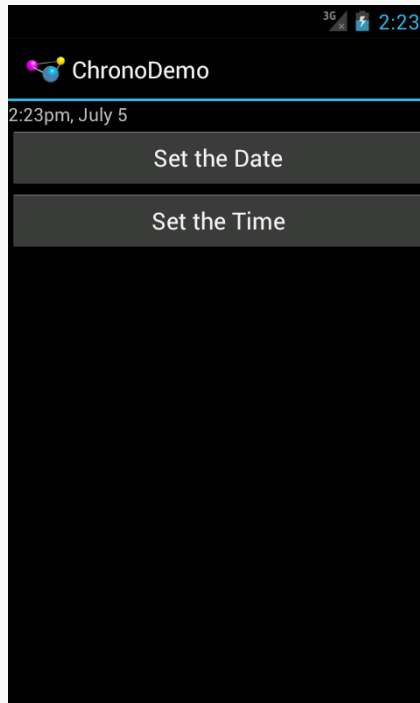 3G 2:23
ChronoDemo
2:23pm, July 5
Set the Date
Set the Time